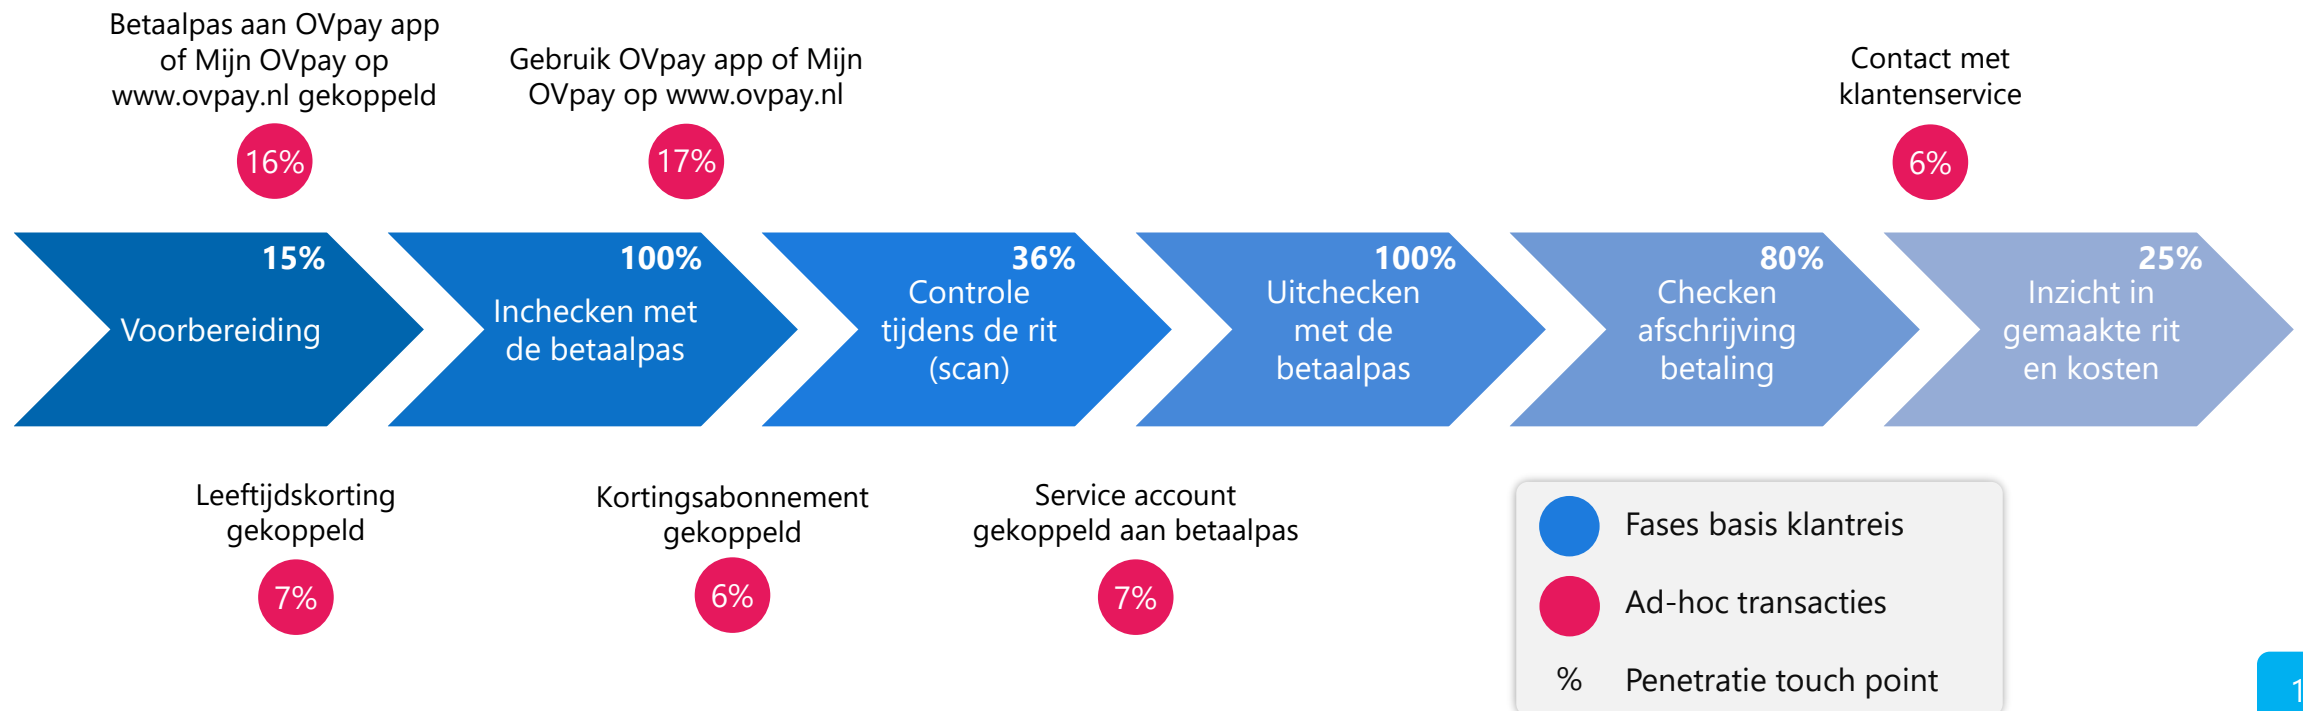 Betaalpas aan OVpay app
of Mijn OVpay op
www.ovpay.nl gekoppeld
16%
Gebruik OVpay app of Mijn
OVpay op www.ovpay.nl
17%
Contact met
klantenservice
6%
15%
Voorbereiding
100%
Inchecken met
de betaalpas
36%
Controle
tijdens de rit
(scan)
100%
Uitchecken
met de
betaalpas
80%
Checken
afschrijving
betaling
25%
Inzicht in
gemaakte rit
en kosten
Leeftijdskorting
gekoppeld
7%
Kortingsabonnement
gekoppeld
6%
Service account
gekoppeld aan betaalpas
7%
Fases basis klantreis
Ad-hoc transacties
% Penetratie touch point
1